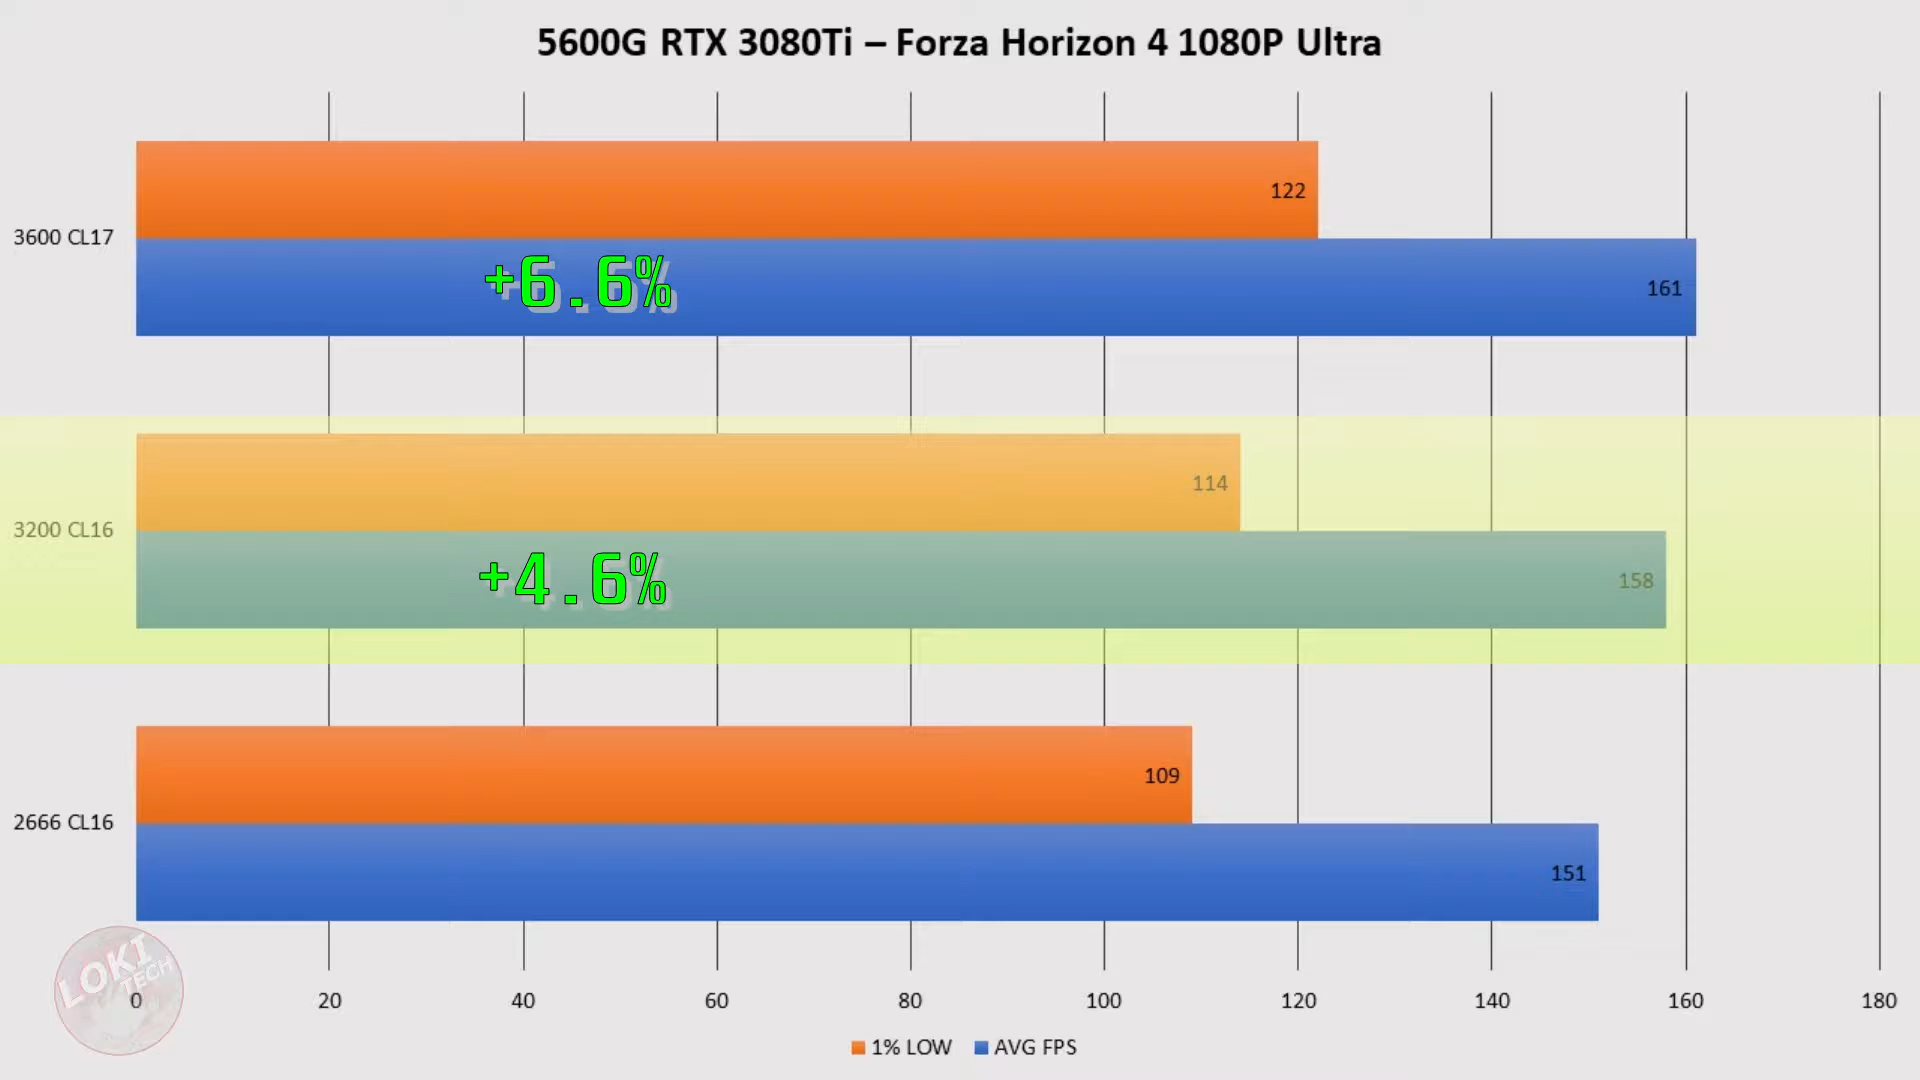 5600G RTX 3080Ti – Forza Horizon 4 1080P Ultra
122
3600 CL17
+6.6%
161
114
3200 CL16
+4.6%
158
109
2666 CL16
151
LOKI
TECH
0 20 40 60 80 100 120 140 160 180
1% LOW AVG FPS